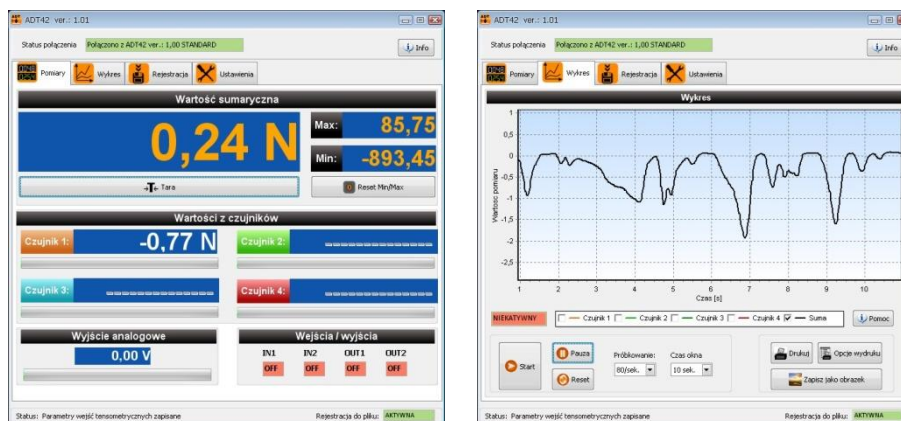 ADT42 ver.: 1.01
Status połączenia Połączono z ADT42 ver.: 1,00 STANDARD Info
Pomiary Wykres Rejestracja Ustawienia
Wartość sumaryczna
0,24 N
Max: 85,75
Min: -893,45
Tara
Reset Min/Max
Wartości z czujników
Czujnik 1: -0,77 N
Czujnik 2: --------------
Czujnik 3: --------------
Czujnik 4: --------------
Wyjście analogowe
0,00 V
Wejścia / wyjścia
IN1 IN2 OUT1 OUT2
OFF OFF OFF OFF
Status: Parametry wejść tensometrycznych zapisane Rejestracja do pliku: AKTYWNA
ADT42 ver.: 1.01
Status połączenia Połączono z ADT42 ver.: 1,00 STANDARD Info
Pomiary Wykres Rejestracja Ustawienia
Wykres
Wartosc pomiaru
1
0,5
0
-0,5
-1
-1,5
-2
-2,5
1 2 3 4 5 6 7 8 9 10
Czas [s]
NIEKATYWNY Czujnik 1 Czujnik 2 Czujnik 3 Czujnik 4 Suma Pomoc
Start
Pauza
Reset
Próbkowanie: Czas okna
80/sek. 10 sek.
Drukuj Opcje wydruku
Zapisz jako obrazek
Status: Parametry wejść tensometrycznych zapisane Rejestracja do pliku: AKTYWNA